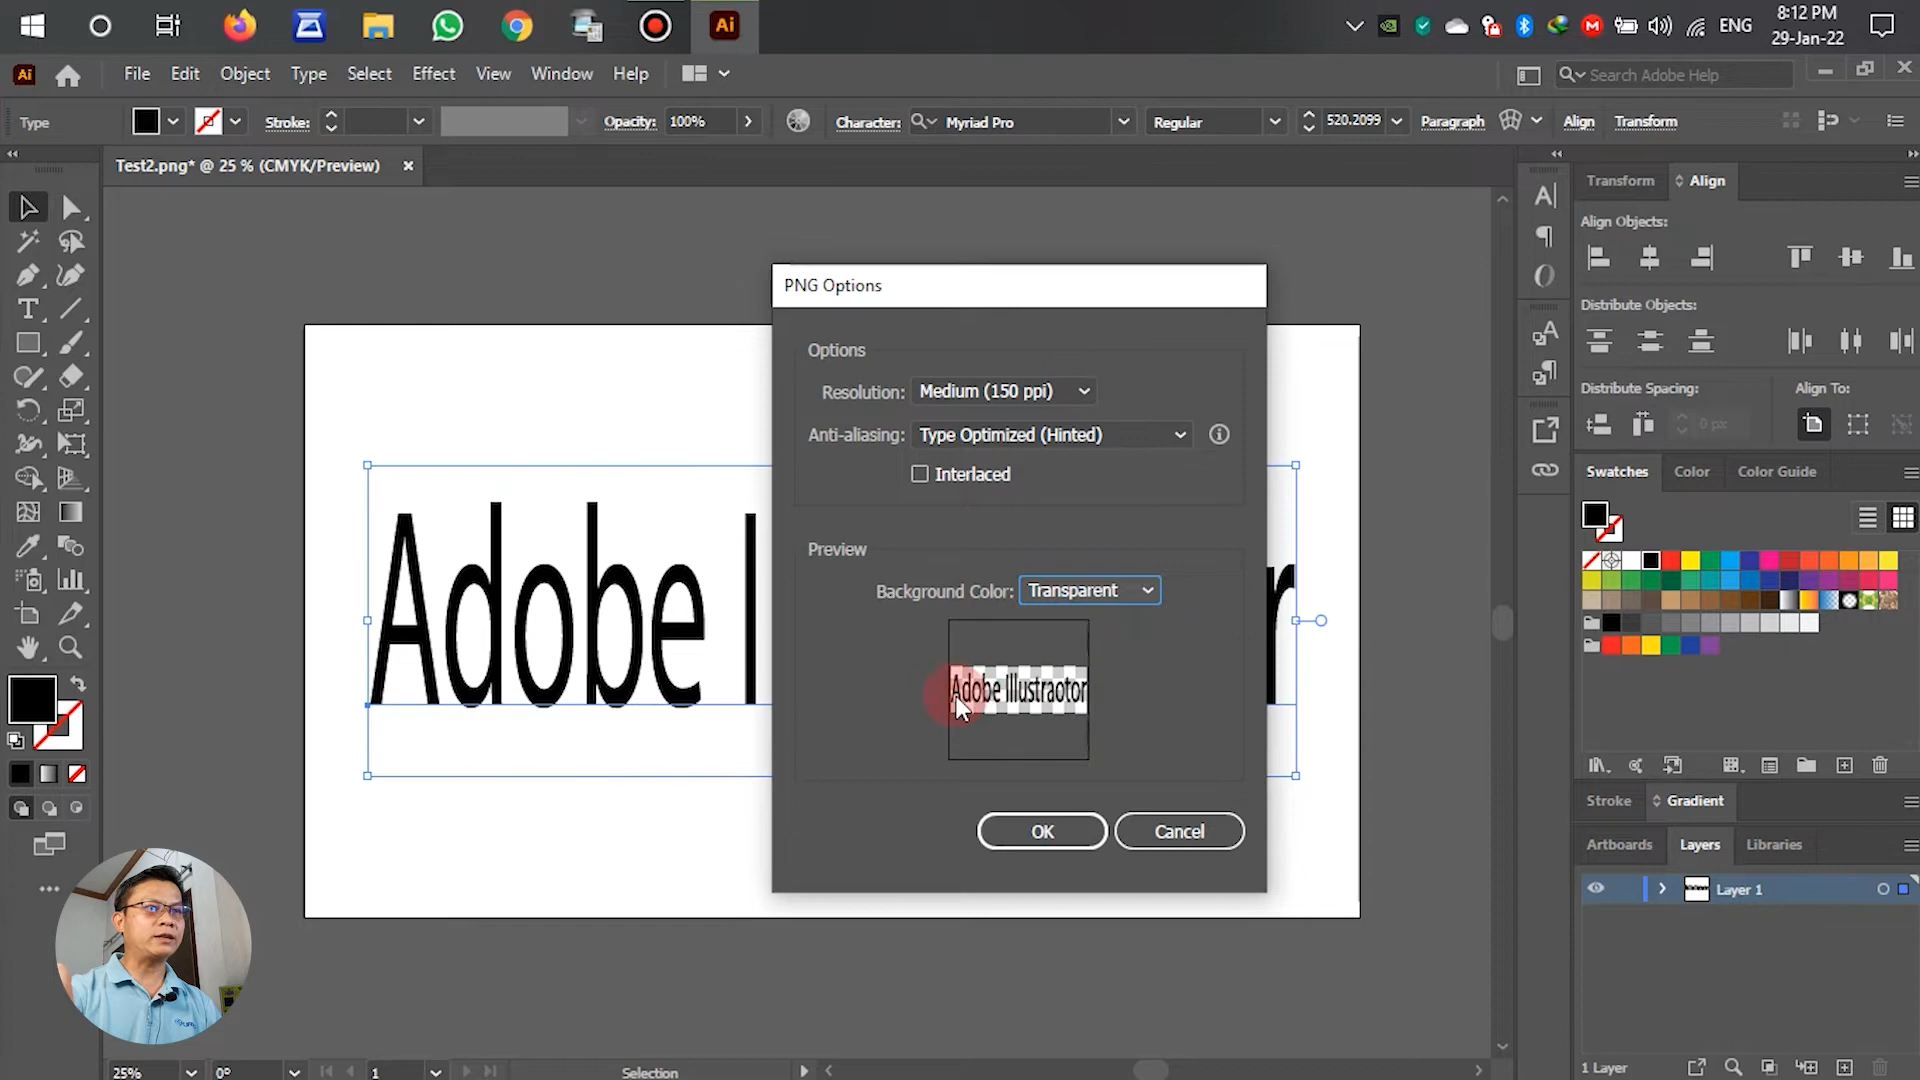 Ai
ENG
8:12 PM
29-Jan-22
Ai
File Edit Object Type Select Effect View Window Help
Search Adobe Help
Type
Stroke:
Opacity: 100%
Character: Myriad Pro
Regular
520.2099
Paragraph
Align
Transform
Test2.png* @ 25 % (CMYK/Preview)
Transform Align
Align Objects:
Distribute Objects:
Distribute Spacing: Align To:
0 px
Swatches Color Color Guide
Stroke Gradient
Artboards Layers Libraries
Layer 1
1 Layer
PNG Options
Options
Resolution: Medium (150 ppi)
Anti-aliasing: Type Optimized (Hinted)
Interlaced
Preview
Background Color: Transparent
Adobe Illustraotor
OK Cancel
Adobe I
r
25%
0°
1
Selection